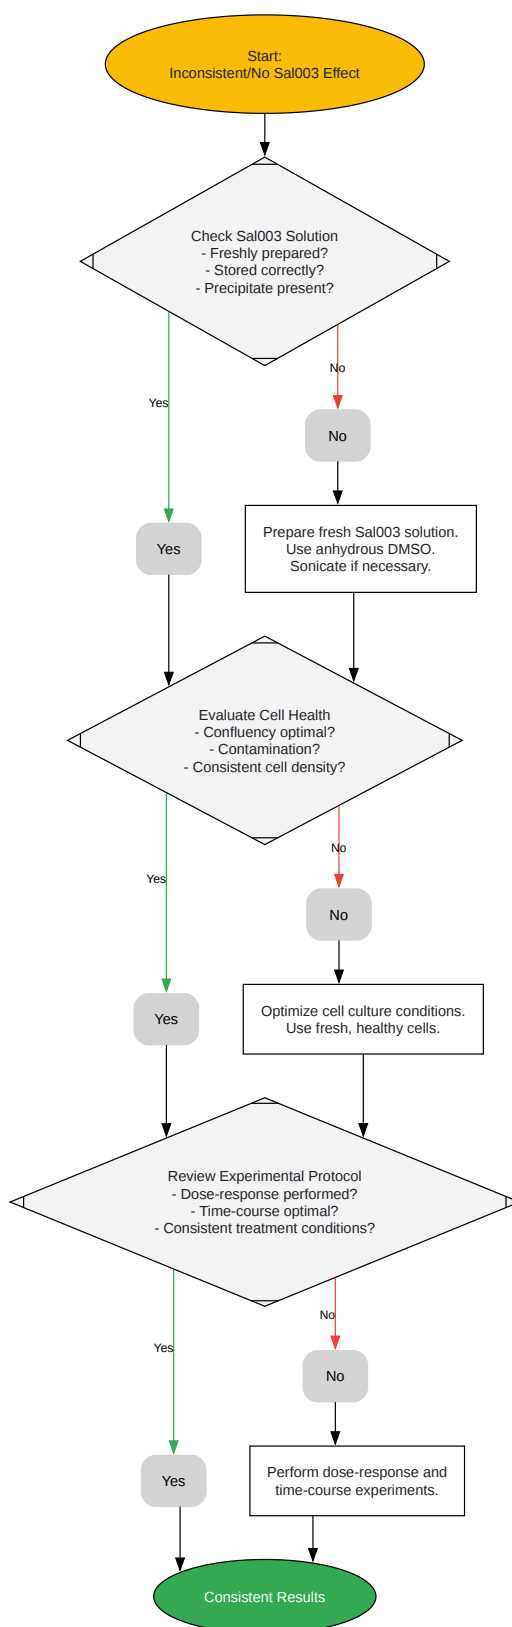 Start:
Inconsistent/No Sal003 Effect
Check Sal003 Solution
- Freshly prepared?
- Stored correctly?
- Precipitate present?
No
Yes
No
Prepare fresh Sal003 solution.
Use anhydrous DMSO.
Sonicate if necessary.
Yes
Evaluate Cell Health
- Confluency optimal?
- Contamination?
- Consistent cell density?
No
Yes
No
Optimize cell culture conditions.
Use fresh, healthy cells.
Yes
Review Experimental Protocol
- Dose-response performed?
- Time-course optimal?
- Consistent treatment conditions?
No
Yes
No
Perform dose-response and
time-course experiments.
Yes
Consistent Results